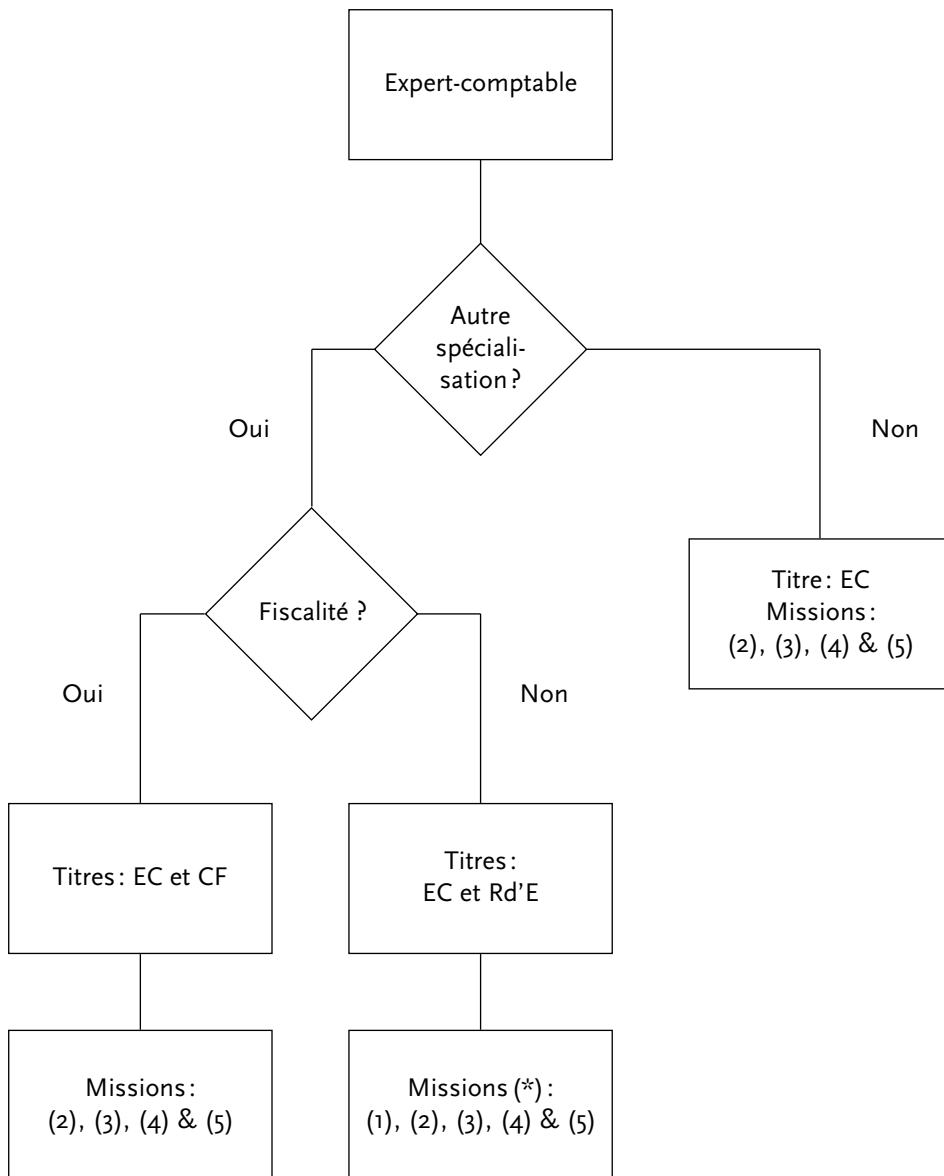 Expert-comptable
Autre
spéciali-
sation ?
Oui
Non
Fiscalité ?
Titre : EC
Missions :
(2), (3), (4) & (5)
Oui
Non
Titres : EC et CF
Titres :
EC et Rd’E
Missions :
(2), (3), (4) & (5)
Missions (*) :
(1), (2), (3), (4) & (5)